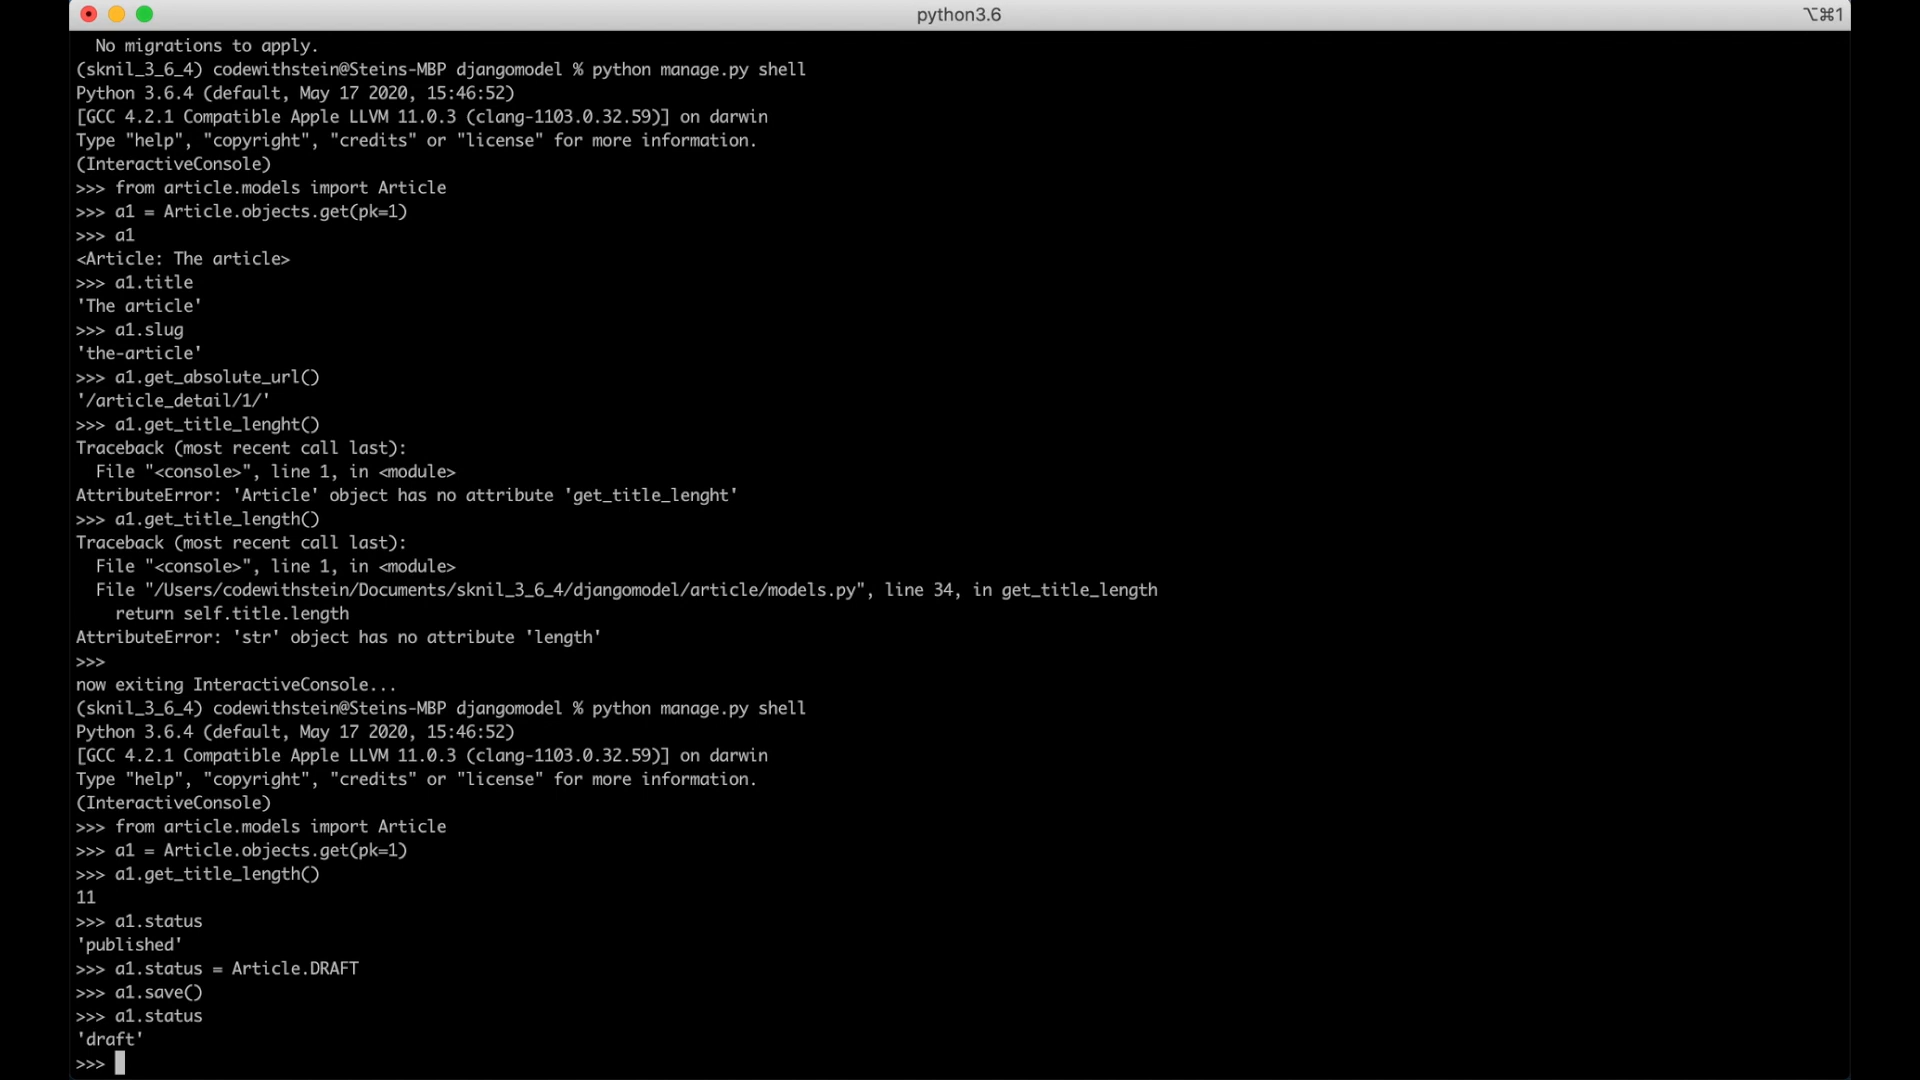 python3.6
⌥⌘1
No migrations to apply.
(sknil_3_6_4) codewithstein@Steins-MBP djangomodel % python manage.py shell
Python 3.6.4 (default, May 17 2020, 15:46:52)
[GCC 4.2.1 Compatible Apple LLVM 11.0.3 (clang-1103.0.32.59)] on darwin
Type "help", "copyright", "credits" or "license" for more information.
(InteractiveConsole)
>>> from article.models import Article
>>> a1 = Article.objects.get(pk=1)
>>> a1
<Article: The article>
>>> a1.title
'The article'
>>> a1.slug
'the-article'
>>> a1.get_absolute_url()
'/article_detail/1/'
>>> a1.get_title_lenght()
Traceback (most recent call last):
  File "<console>", line 1, in <module>
AttributeError: 'Article' object has no attribute 'get_title_lenght'
>>> a1.get_title_length()
Traceback (most recent call last):
  File "<console>", line 1, in <module>
  File "/Users/codewithstein/Documents/sknil_3_6_4/djangomodel/article/models.py", line 34, in get_title_length
    return self.title.length
AttributeError: 'str' object has no attribute 'length'
>>>
now exiting InteractiveConsole...
(sknil_3_6_4) codewithstein@Steins-MBP djangomodel % python manage.py shell
Python 3.6.4 (default, May 17 2020, 15:46:52)
[GCC 4.2.1 Compatible Apple LLVM 11.0.3 (clang-1103.0.32.59)] on darwin
Type "help", "copyright", "credits" or "license" for more information.
(InteractiveConsole)
>>> from article.models import Article
>>> a1 = Article.objects.get(pk=1)
>>> a1.get_title_length()
11
>>> a1.status
'published'
>>> a1.status = Article.DRAFT
>>> a1.save()
>>> a1.status
'draft'
>>>